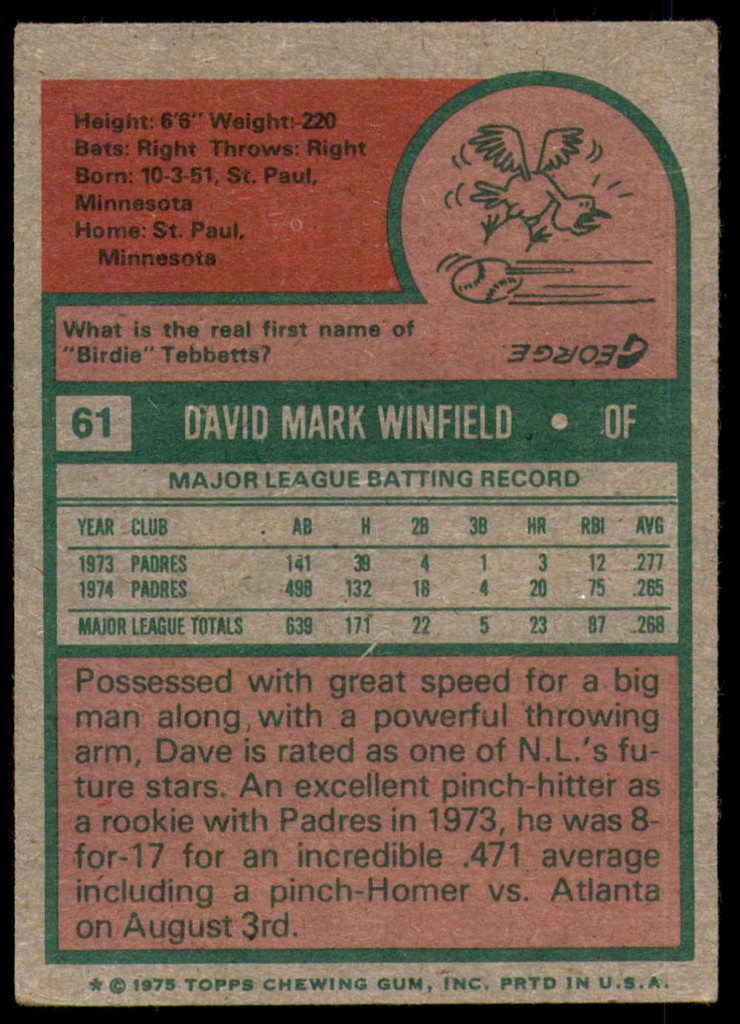 Height: 6'6" Weight: 220
Bats: Right Throws: Right
Born: 10-3-51, St. Paul,
Minnesota
Home: St. Paul,
Minnesota
What is the real first name of
"Birdie" Tebbetts?
GEORGE
61 DAVID MARK WINFIELD • OF
MAJOR LEAGUE BATTING RECORD
YEAR CLUB AB H 2B 3B HR RBI AVG
1973 PADRES 141 39 4 1 3 12 .277
1974 PADRES 498 132 18 4 20 75 .265
MAJOR LEAGUE TOTALS 639 171 22 5 23 87 .268
Possessed with great speed for a big
man along with a powerful throwing
arm, Dave is rated as one of N.L.'s fu-
ture stars. An excellent pinch-hitter as
a rookie with Padres in 1973, he was 8-
for-17 for an incredible .471 average
including a pinch-Homer vs. Atlanta
on August 3rd.
* © 1975 TOPPS CHEWING GUM, INC. PRTD IN U.S.A.